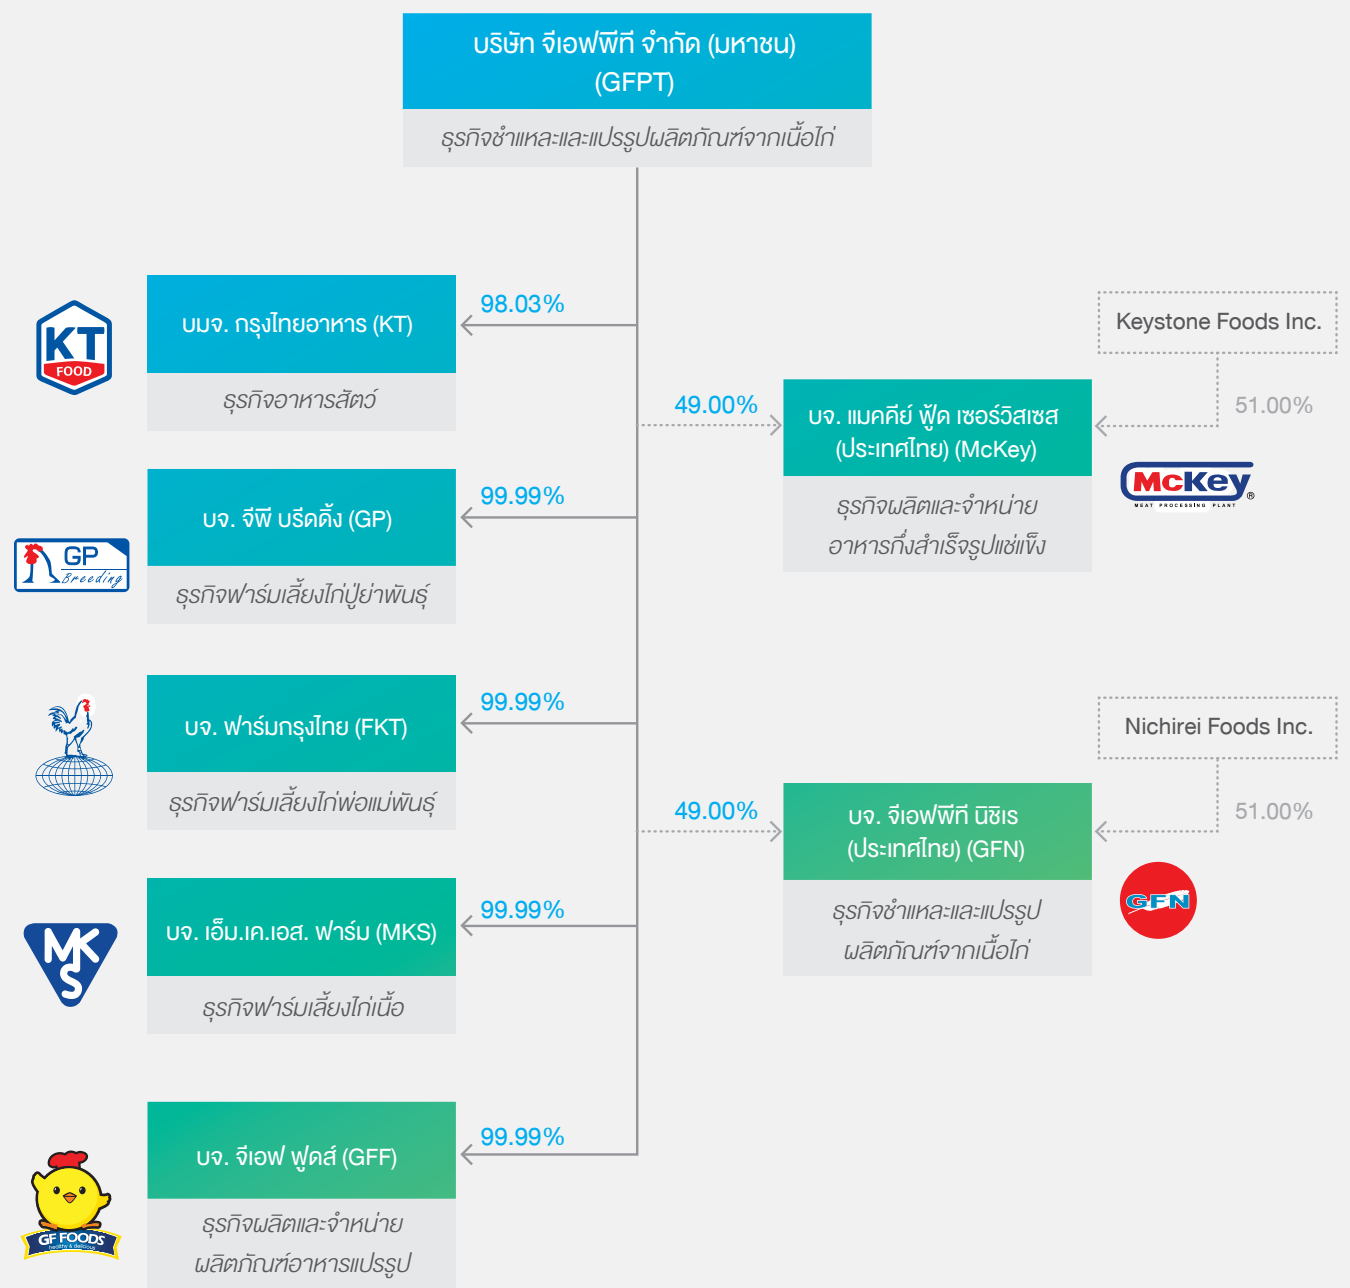 บริษัท จีเอฟพีที จำกัด (มหาชน)
(GFPT)
ธุรกิจชำแหละและแปรรูปผลิตภัณฑ์จากเนื้อไก่
KT
FOOD
บมจ. กรุงไทยอาหาร (KT)
ธุรกิจอาหารสัตว์
98.03%
Keystone Foods Inc.
51.00%
49.00%
บจ. แมคคีย์ ฟู้ด เซอร์วิสเซส
(ประเทศไทย) (McKey)
ธุรกิจผลิตและจำหน่าย
อาหารกึ่งสำเร็จรูปแช่แข็ง
McKey®
MEAT PROCESSING PLANT
GP
Breeding
บจ. จีพี บรีดดิ้ง (GP)
ธุรกิจฟาร์มเลี้ยงไก่ปู่ย่าพันธุ์
99.99%
บจ. ฟาร์มกรุงไทย (FKT)
ธุรกิจฟาร์มเลี้ยงไก่พ่อแม่พันธุ์
99.99%
Nichirei Foods Inc.
51.00%
49.00%
บจ. จีเอฟพีที นิชิเร
(ประเทศไทย) (GFN)
ธุรกิจชำแหละและแปรรูป
ผลิตภัณฑ์จากเนื้อไก่
GFN
MKS
บจ. เอ็ม.เค.เอส. ฟาร์ม (MKS)
ธุรกิจฟาร์มเลี้ยงไก่เนื้อ
99.99%
GF FOODS
healthy & delicious
บจ. จีเอฟ ฟูดส์ (GFF)
ธุรกิจผลิตและจำหน่าย
ผลิตภัณฑ์อาหารแปรรูป
99.99%